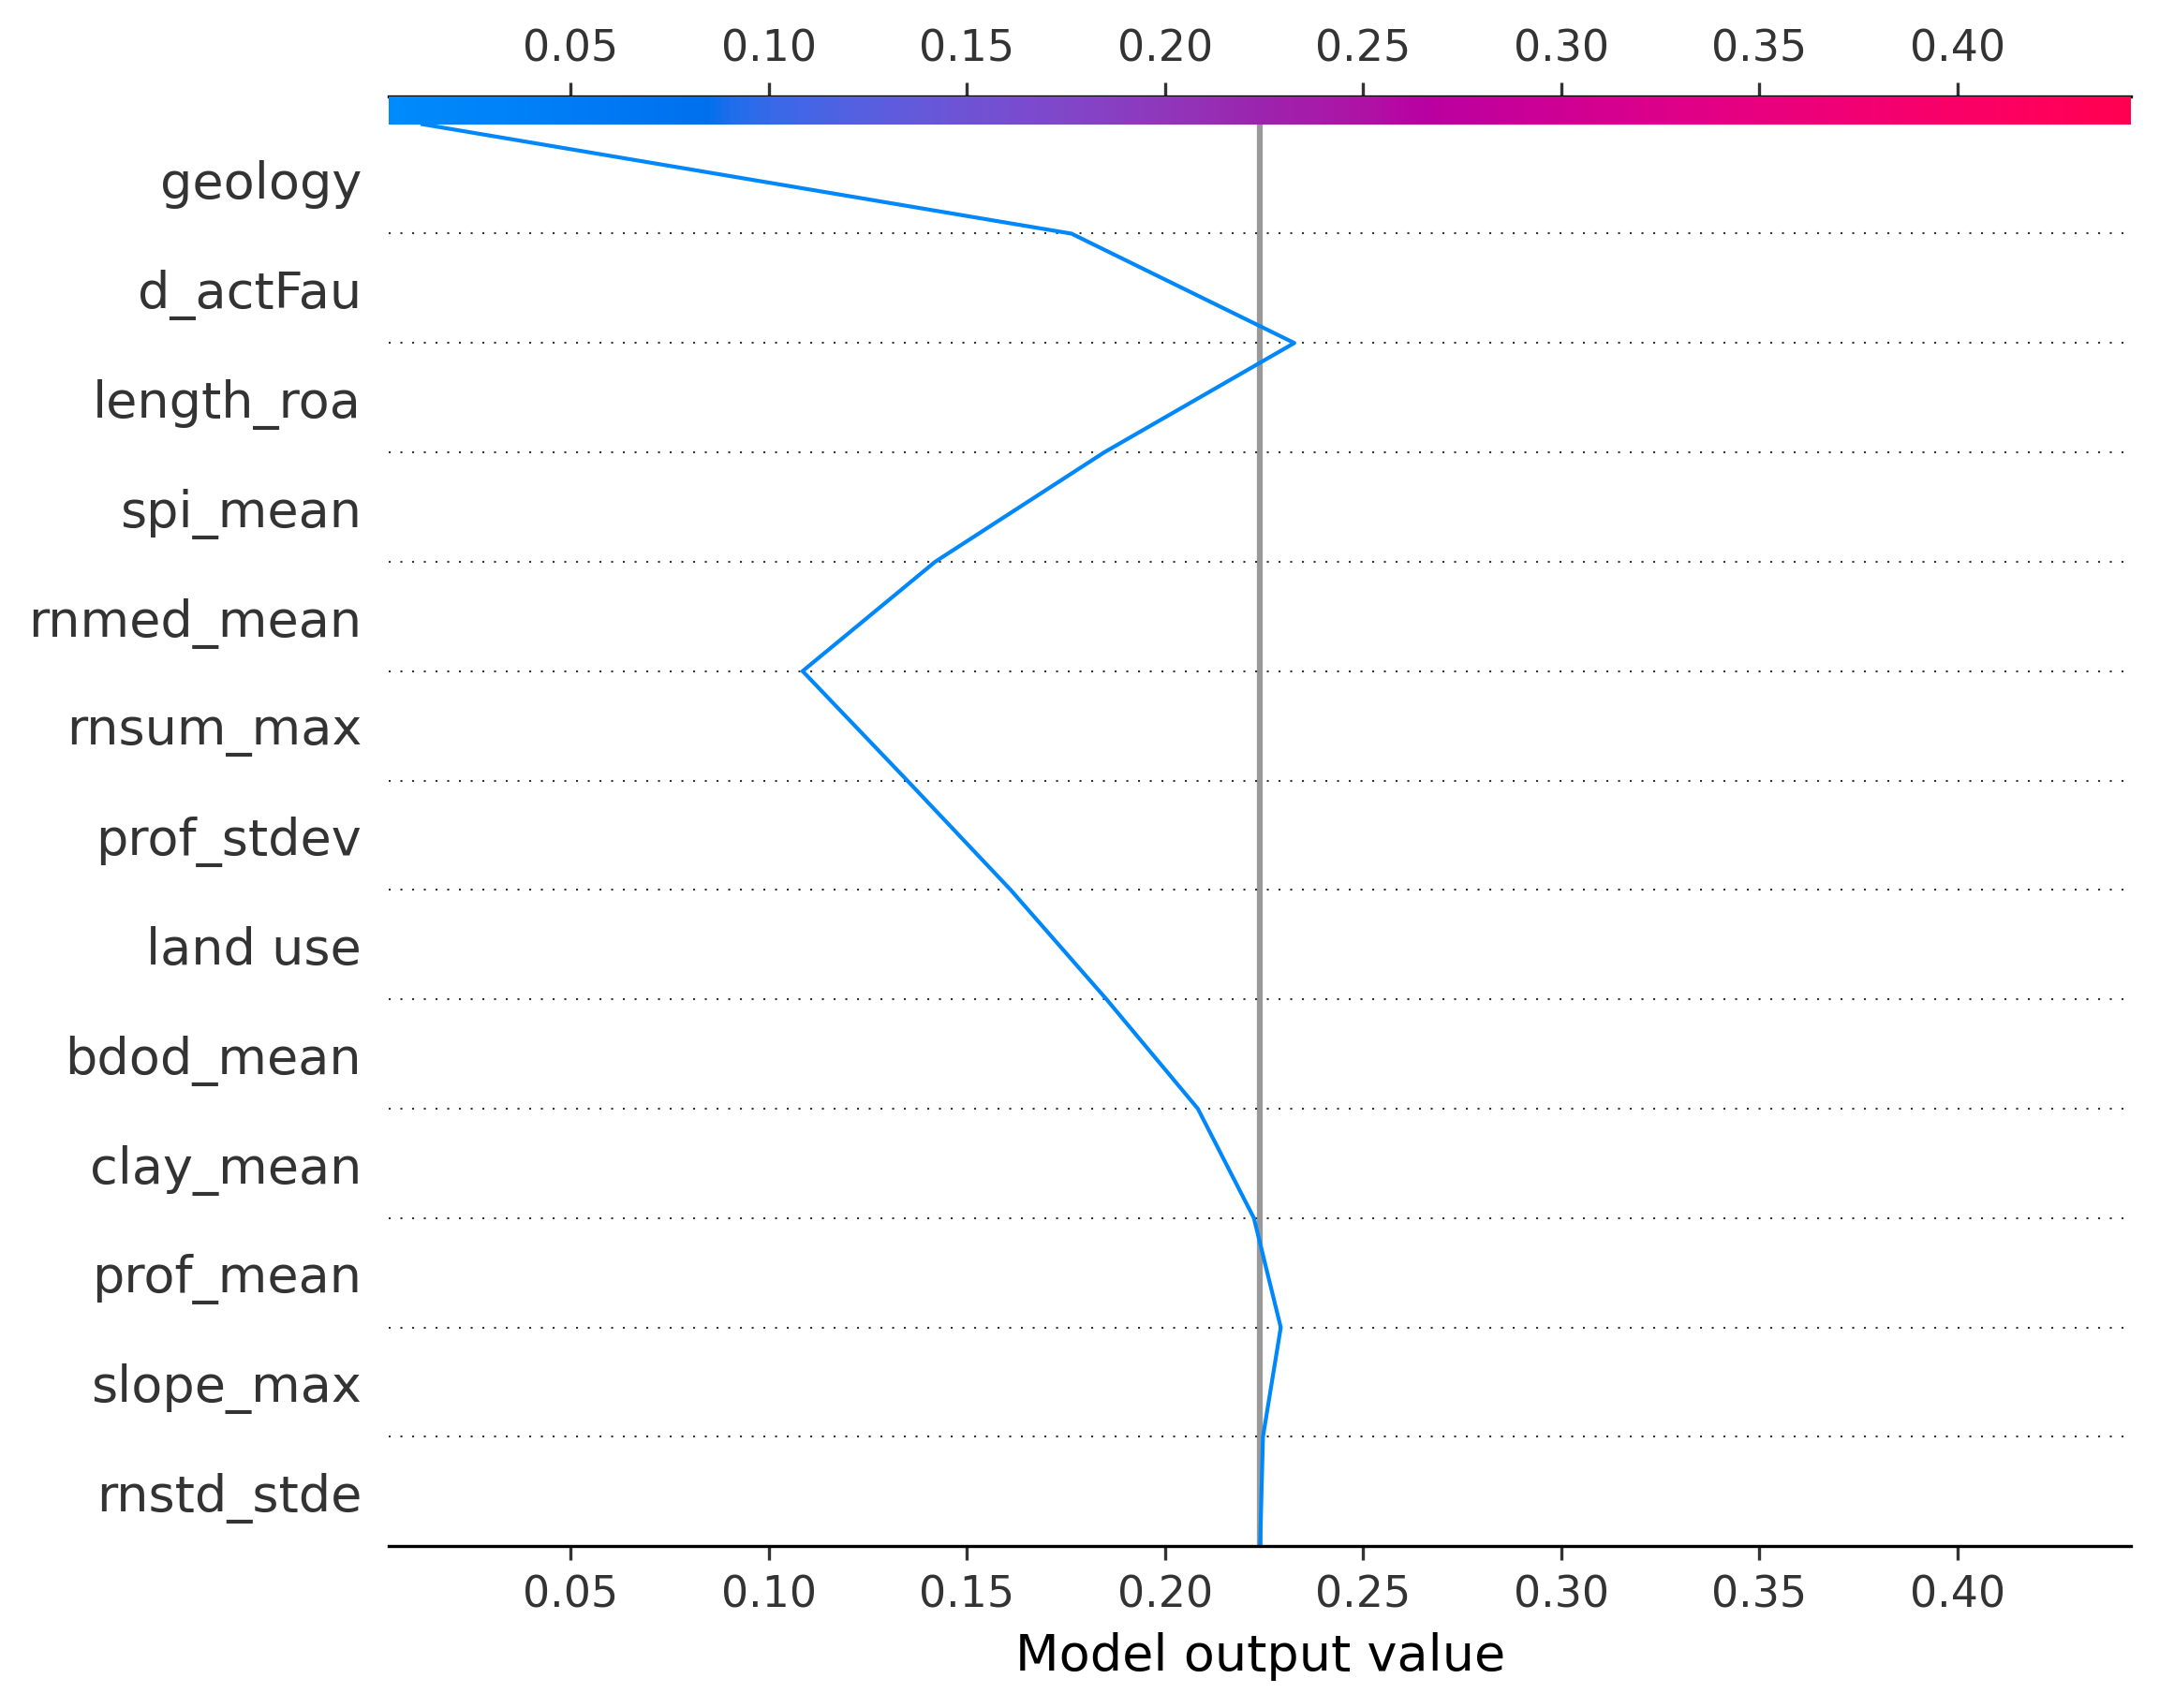 0.05 0.10 0.15 0.20 0.25 0.30 0.35 0.40
geology
d_actFau
length_roa
spi_mean
rnmed_mean
rnsum_max
prof_stdev
land use
bdod_mean
clay_mean
prof_mean
slope_max
rnstd_stde
0.05 0.10 0.15 0.20 0.25 0.30 0.35 0.40
Model output value